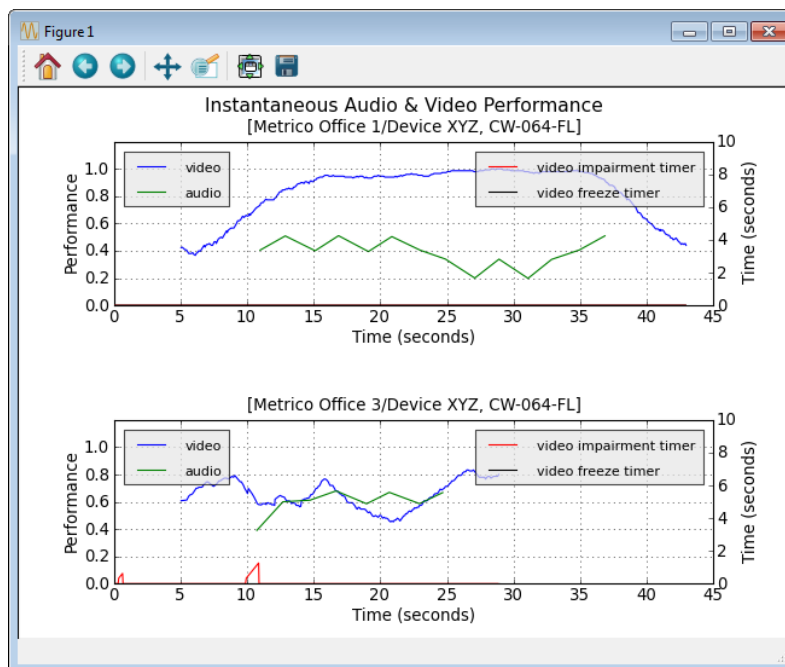 Figure 1
Instantaneous Audio & Video Performance
[Metrico Office 1/Device XYZ, CW-064-FL]
Performance
1.0
0.8
0.6
0.4
0.2
0.0
video
audio
video impairment timer
video freeze timer
10
8
6
4
2
0
Time (seconds)
0 5 10 15 20 25 30 35 40 45
Time (seconds)
[Metrico Office 3/Device XYZ, CW-064-FL]
Performance
1.0
0.8
0.6
0.4
0.2
0.0
video
audio
video impairment timer
video freeze timer
10
8
6
4
2
0
Time (seconds)
0 5 10 15 20 25 30 35 40 45
Time (seconds)